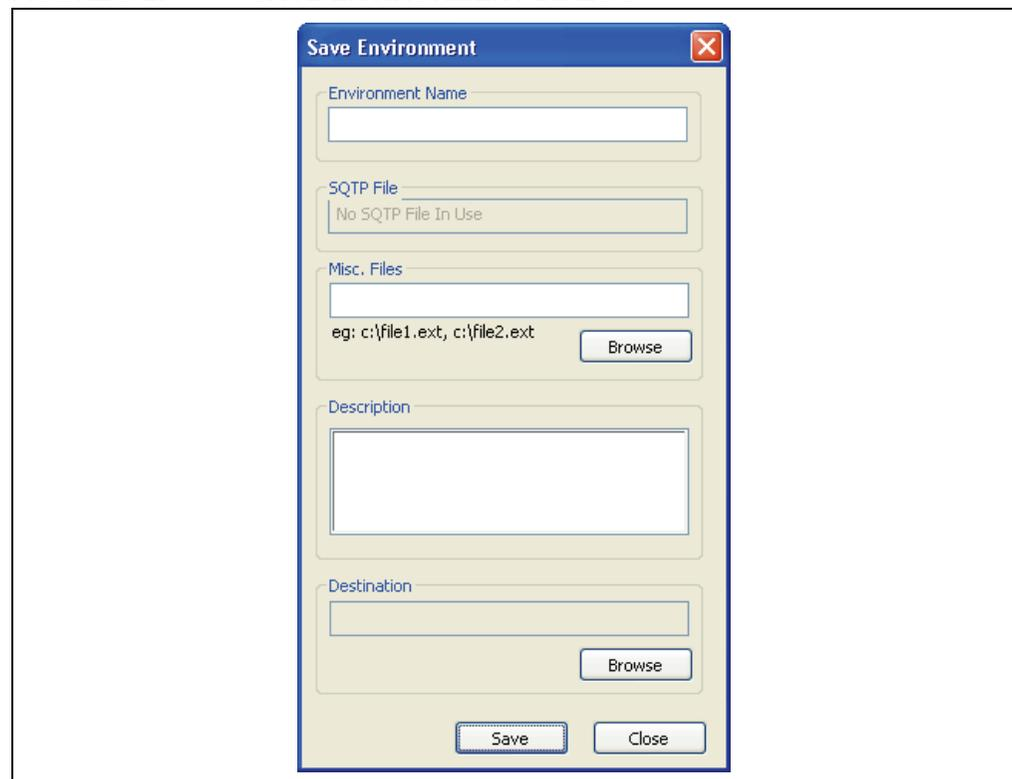 Save Environment
Environment Name
SQTP File
No SQTP File In Use
Misc. Files
eg: c:\file1.ext, c:\file2.ext
Browse
Description
Destination
Browse
Save Close